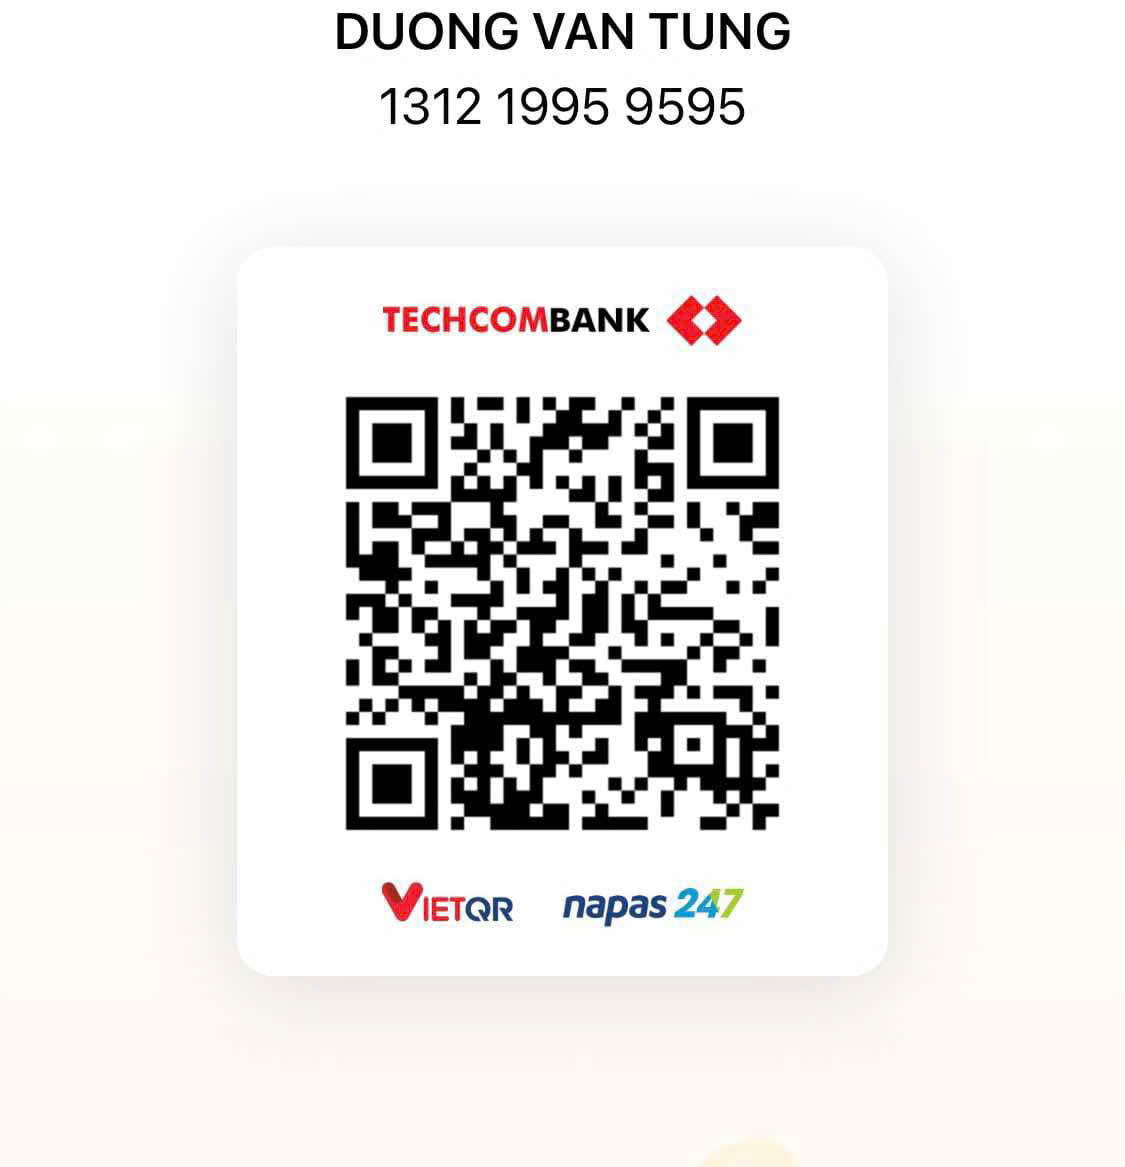 DUONG VAN TUNG
1312 1995 9595
TECHCOMBANK
VIETQR
napas 247